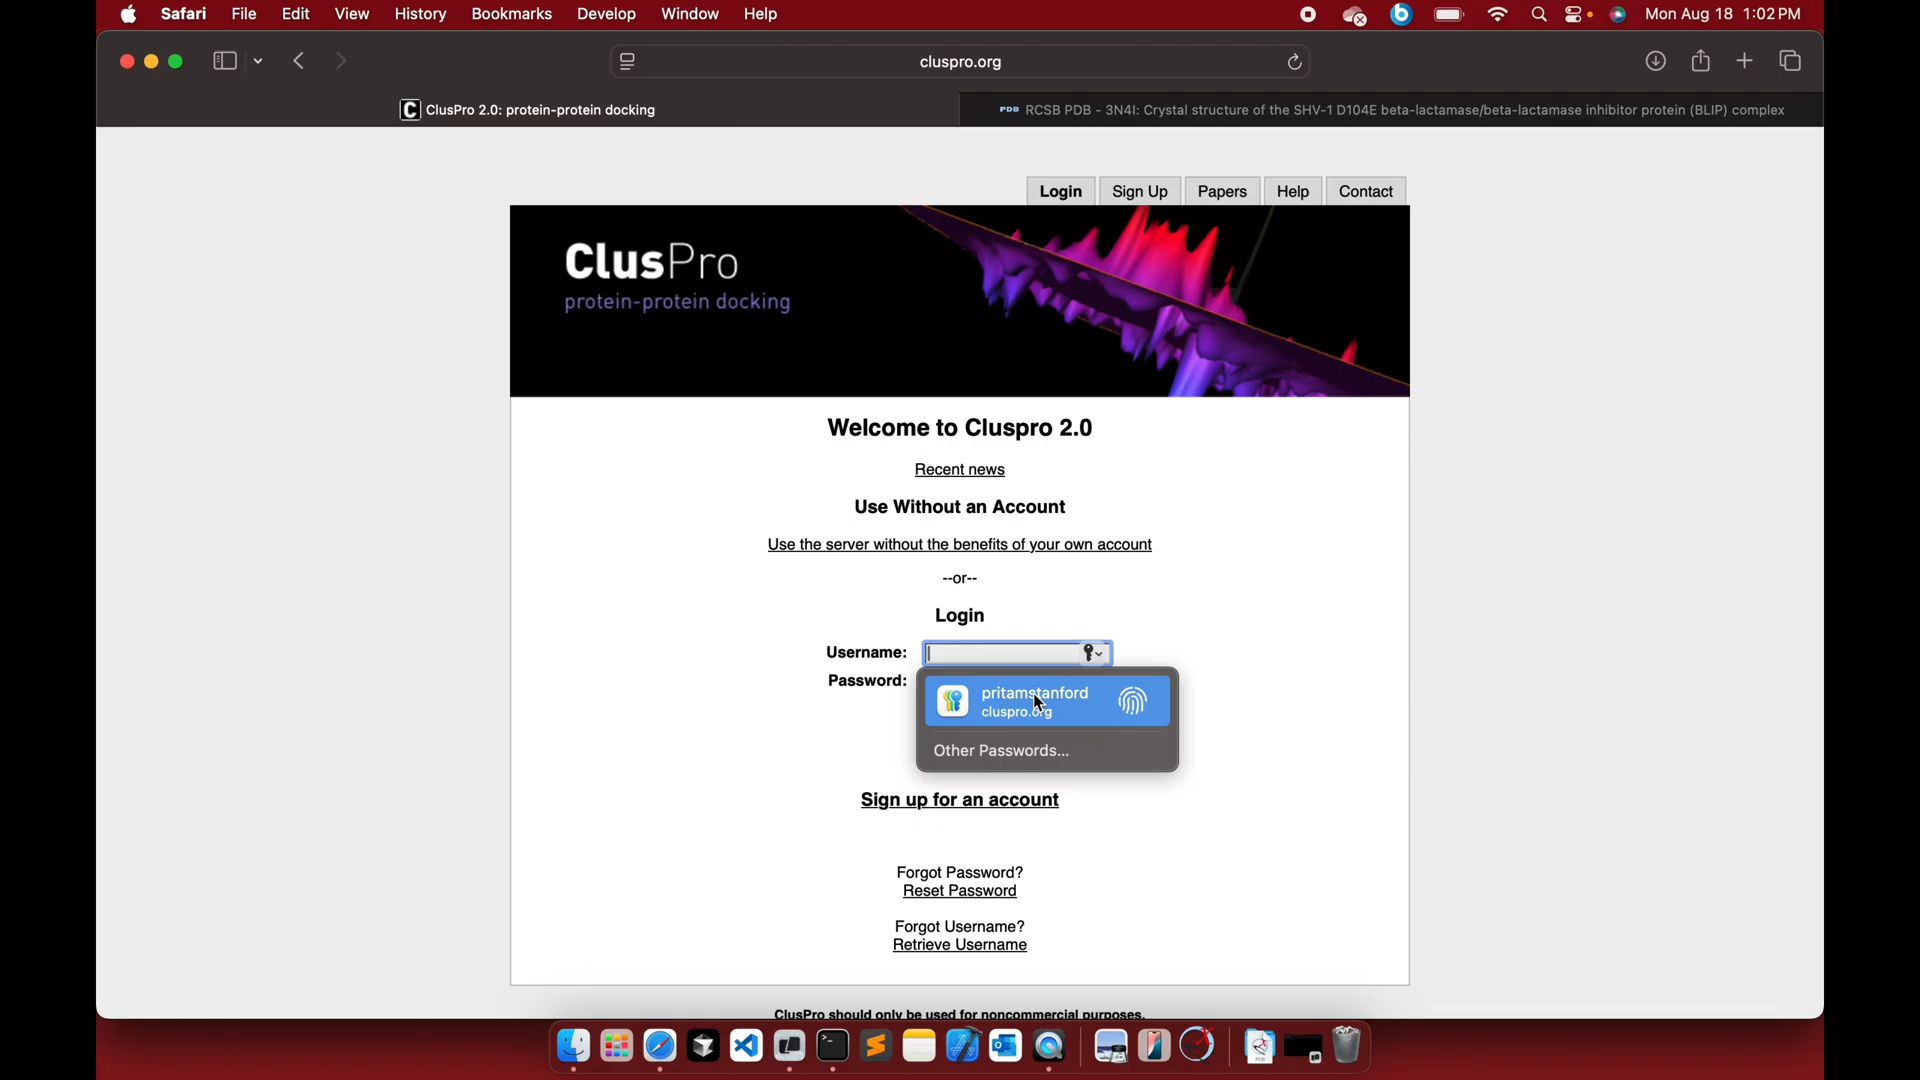 Safari File Edit View History Bookmarks Develop Window Help Mon Aug 18 1:02 PM
cluspro.org
C ClusPro 2.0: protein-protein docking
PDB RCSB PDB - 3N4I: Crystal structure of the SHV-1 D104E beta-lactamase/beta-lactamase inhibitor protein (BLIP) complex
Login Sign Up Papers Help Contact
ClusPro
protein-protein docking
Welcome to Cluspro 2.0
Recent news
Use Without an Account
Use the server without the benefits of your own account
--or--
Login
Username:
Password:
pritamstanford
cluspro.org
Other Passwords...
Sign up for an account
Forgot Password?
Reset Password
Forgot Username?
Retrieve Username
ClusPro should only be used for noncommercial purposes.